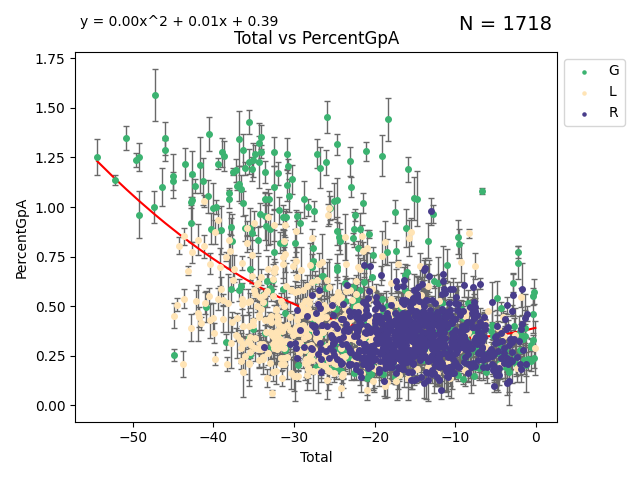 y = 0.00x^2 + 0.01x + 0.39
N = 1718
Total vs PercentGpA
G
L
R
1.75
1.50
1.25
1.00
0.75
0.50
0.25
0.00
PercentGpA
−50 −40 −30 −20 −10 0
Total